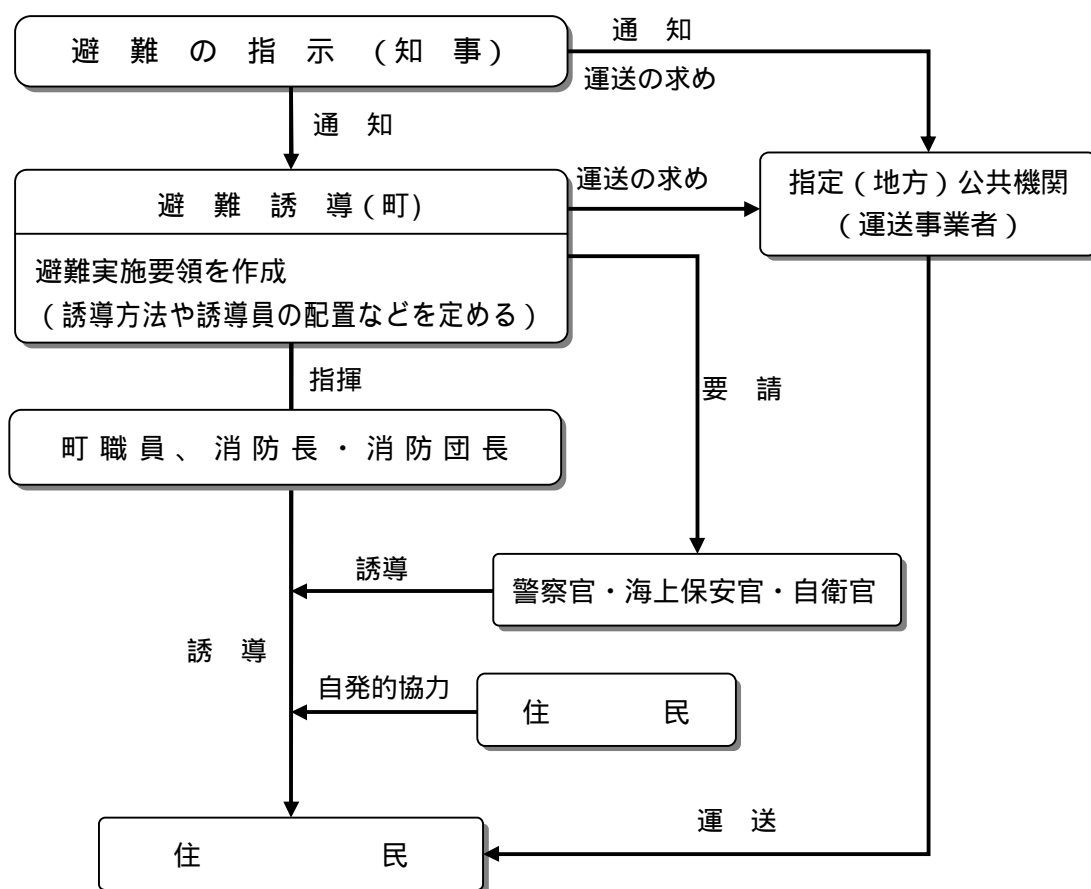 避難の指示（知事）
通知
運送の求め
通知
避難誘導(町)
避難実施要領を作成
（誘導方法や誘導員の配置などを定める）
運送の求め
指定（地方）公共機関
（運送事業者）
指揮
要請
町職員、消防長・消防団長
誘導
警察官・海上保安官・自衛官
誘導
自発的協力
住民
運送
住民